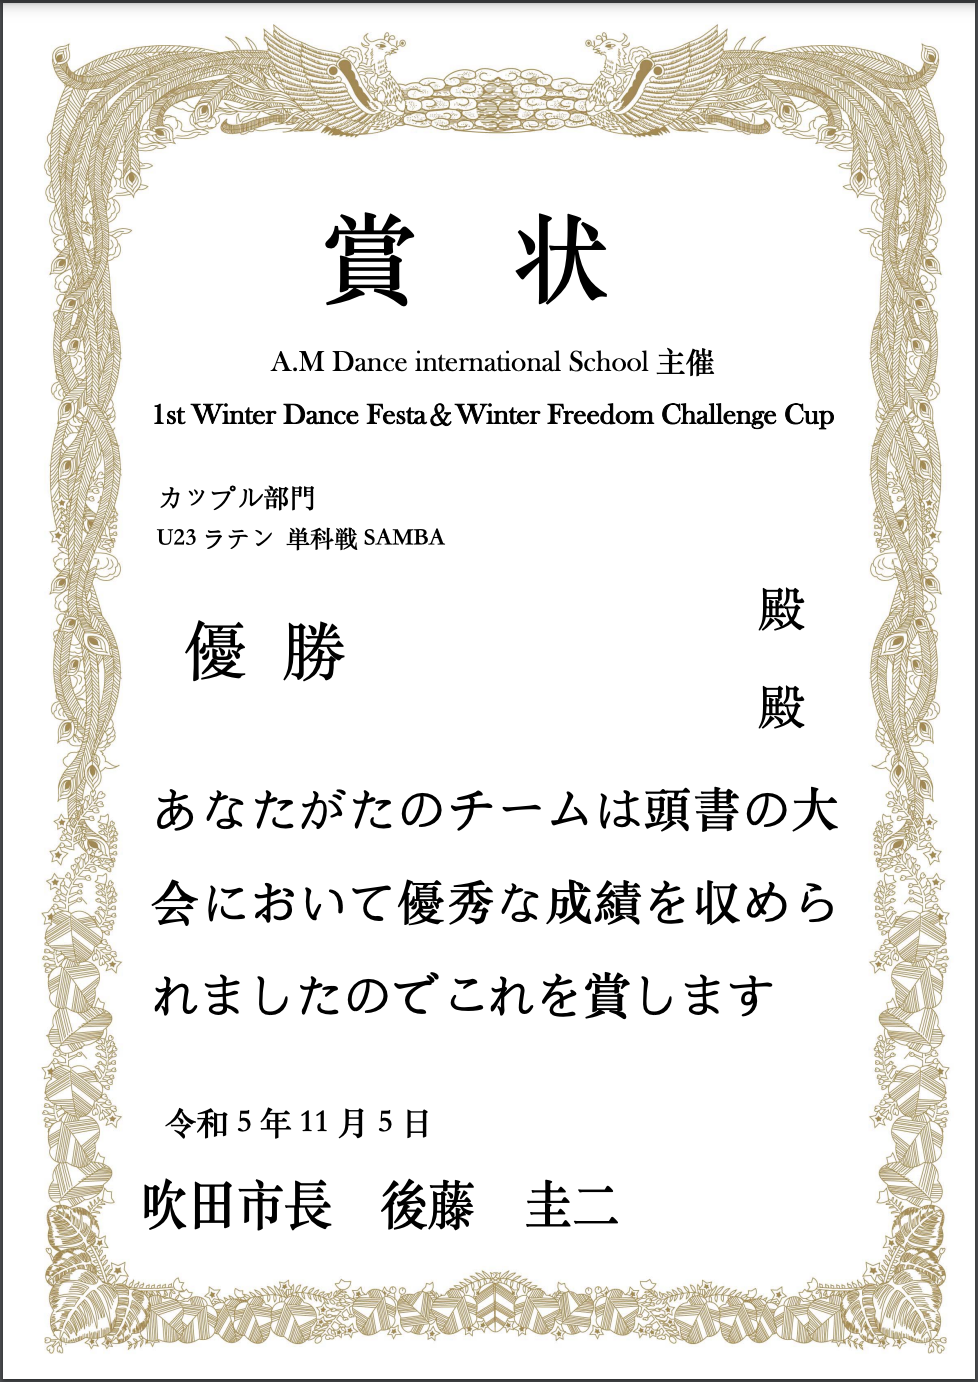 賞 状
A.M Dance international School 主催
1st Winter Dance Festa＆Winter Freedom Challenge Cup
カップル部門
U23 ラテン 単科戦 SAMBA
殿
優 勝
殿
あなたがたのチームは頭書の大
会において優秀な成績を収めら
れましたのでこれを賞します
令和 5 年 11 月 5 日
吹田市長 後藤 圭二